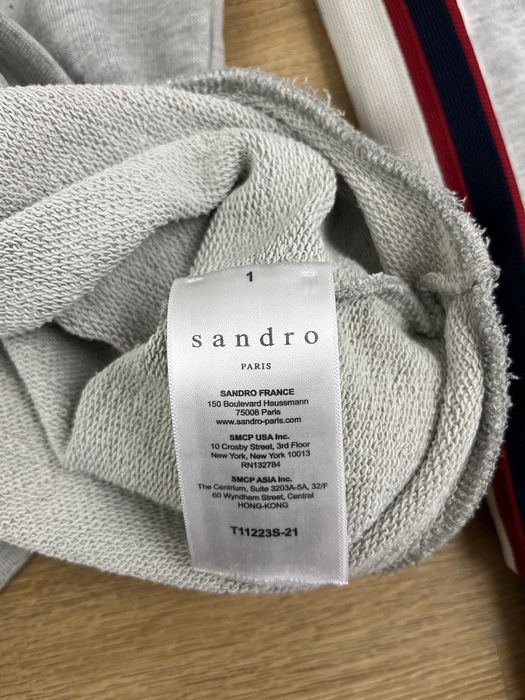 1
sandro
PARIS
SANDRO FRANCE
150 Boulevard Haussmann
75008 Paris
www.sandro-paris.com
SMCP USA Inc.
10 Crosby Street, 3rd Floor
New York, New York 10013
RN132784
SMCP ASIA Inc.
The Centrium, Suite 3203A-5A, 32/F
60 Wyndham Street, Central
HONG-KONG
T11223S-21